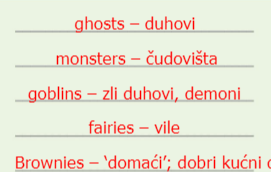 ghosts – duhovi
monsters – čudovišta
goblins – zli duhovi, demoni
fairies – vile
Brownies – ‘domaći’; dobri kućni